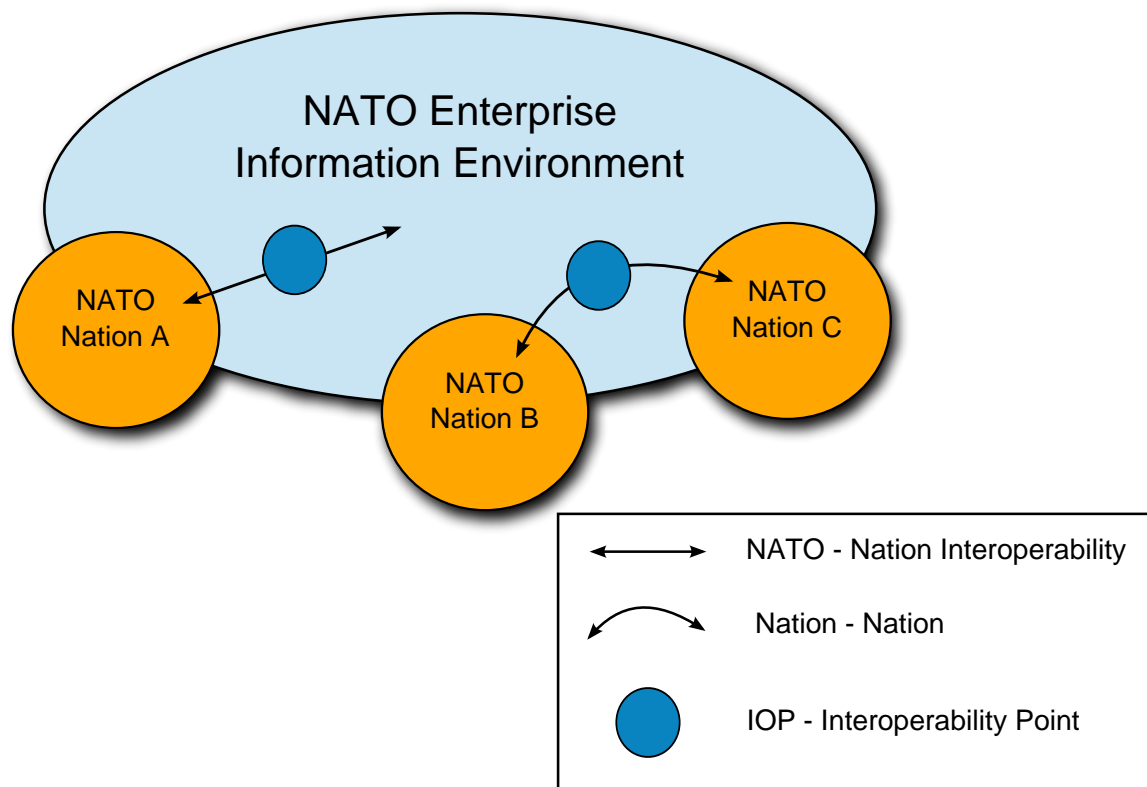 NATO Enterprise
Information Environment
NATO
Nation A
NATO
Nation B
NATO
Nation C
NATO - Nation Interoperability
Nation - Nation
IOP - Interoperability Point